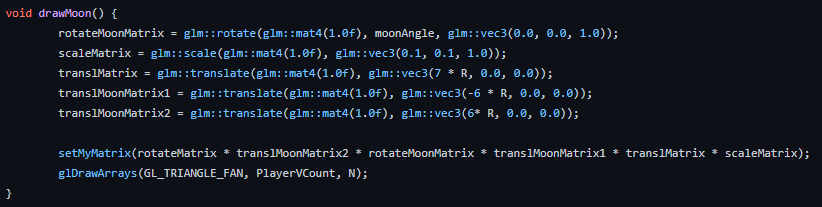 void drawMoon() {
        rotateMoonMatrix = glm::rotate(glm::mat4(1.0f), moonAngle, glm::vec3(0.0, 0.0, 1.0));
        scaleMatrix = glm::scale(glm::mat4(1.0f), glm::vec3(0.1, 0.1, 1.0));
        translMatrix = glm::translate(glm::mat4(1.0f), glm::vec3(7 * R, 0.0, 0.0));
        translMoonMatrix1 = glm::translate(glm::mat4(1.0f), glm::vec3(-6 * R, 0.0, 0.0));
        translMoonMatrix2 = glm::translate(glm::mat4(1.0f), glm::vec3(6* R, 0.0, 0.0));

        setMyMatrix(rotateMatrix * translMoonMatrix2 * rotateMoonMatrix * translMoonMatrix1 * translMatrix * scaleMatrix);
        glDrawArrays(GL_TRIANGLE_FAN, PlayerVCount, N);
}